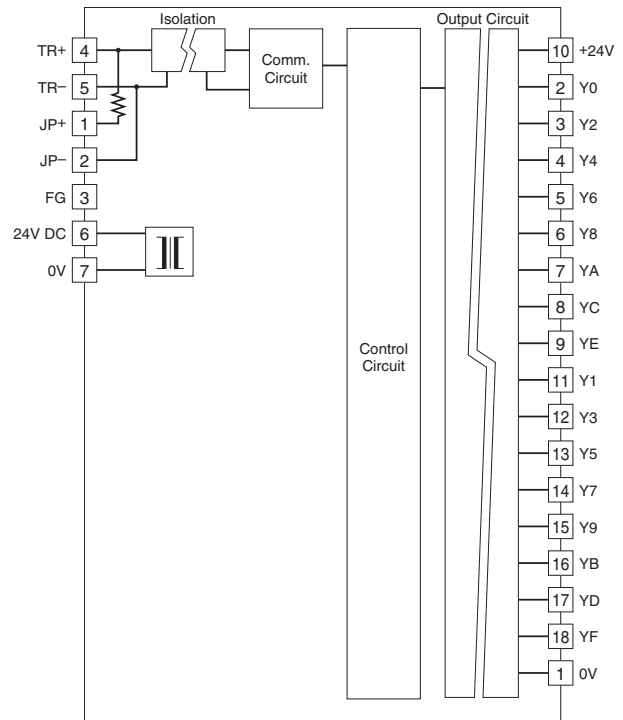 Isolation
Output Circuit
TR+ 4
TR− 5
JP+ 1
JP− 2
FG 3
24V DC 6
0V 7
Comm.
Circuit
Control
Circuit
10 +24V
2 Y0
3 Y2
4 Y4
5 Y6
6 Y8
7 YA
8 YC
9 YE
11 Y1
12 Y3
13 Y5
14 Y7
15 Y9
16 YB
17 YD
18 YF
1 0V